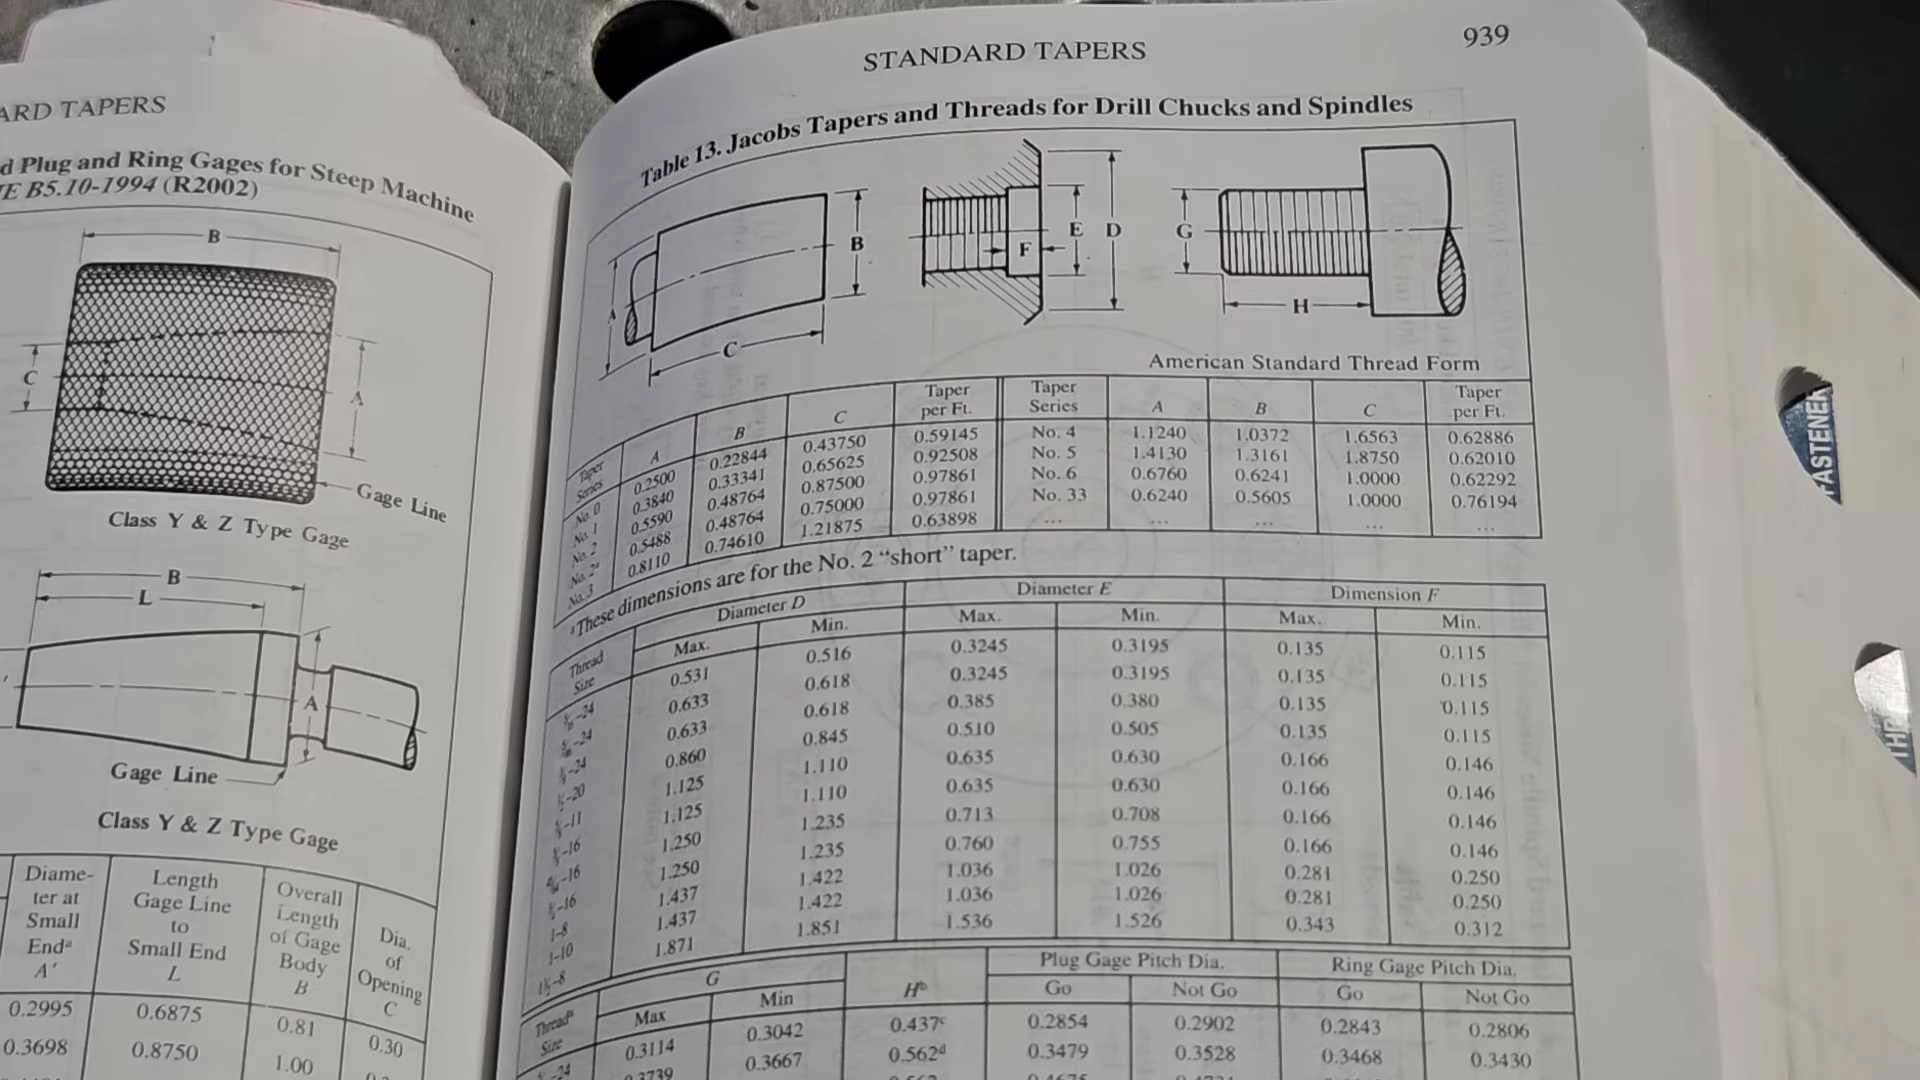 ARD TAPERS
d Plug and Ring Gages for Steep Machine
E B5.10-1994 (R2002)
B
C
A
Gage Line
Class Y & Z Type Gage
B
L
A
Gage Line
Class Y & Z Type Gage
Diame-
ter at
Small
Endᵃ
A′
Length
Gage Line
to
Small End
L
Overall
Length
of Gage
Body
B
Dia.
of
Opening
C
0.2995 0.6875 0.81 0.30
0.3698 0.8750 1.00
STANDARD TAPERS 939
Table 13. Jacobs Tapers and Threads for Drill Chucks and Spindles
A B C
F E D
G H
American Standard Thread Form
Taper Series A B C Taper per Ft. Taper Series A B C Taper per Ft.
No. 0 0.2500 0.22844 0.43750 0.59145 No. 4 1.1240 1.0372 1.6563 0.62886
No. 1 0.3840 0.33341 0.65625 0.92508 No. 5 1.4130 1.3161 1.8750 0.62010
No. 2 0.5590 0.48764 0.87500 0.97861 No. 6 0.6760 0.6241 1.0000 0.62292
No. 2ᵃ 0.5488 0.48764 0.75000 0.97861 No. 33 0.6240 0.5605 1.0000 0.76194
No. 3 0.8110 0.74610 1.21875 0.63898 ... ... ... ... ...
ᵃThese dimensions are for the No. 2 “short” taper.
Thread Size Diameter D Diameter E Dimension F
Max. Min. Max. Min. Max. Min.
0.531 0.516 0.3245 0.3195 0.135 0.115
0.633 0.618 0.3245 0.3195 0.135 0.115
0.633 0.618 0.385 0.380 0.135 0.115
0.860 0.845 0.510 0.505 0.135 0.115
1.125 1.110 0.635 0.630 0.166 0.146
1.125 1.110 0.635 0.630 0.166 0.146
1.250 1.235 0.713 0.708 0.166 0.146
1.250 1.235 0.760 0.755 0.166 0.146
1-8 1.437 1.422 1.036 1.026 0.281 0.250
1-10 1.437 1.422 1.036 1.026 0.281 0.250
1.871 1.851 1.536 1.526 0.343 0.312
Threadᵃ Size G Hᵇ Plug Gage Pitch Dia. Ring Gage Pitch Dia.
Max Min Go Not Go Go Not Go
0.3114 0.3042 0.437ᶜ 0.2854 0.2902 0.2843 0.2806
0.3739 0.3667 0.562ᵈ 0.3479 0.3528 0.3468 0.3430
FASTENER